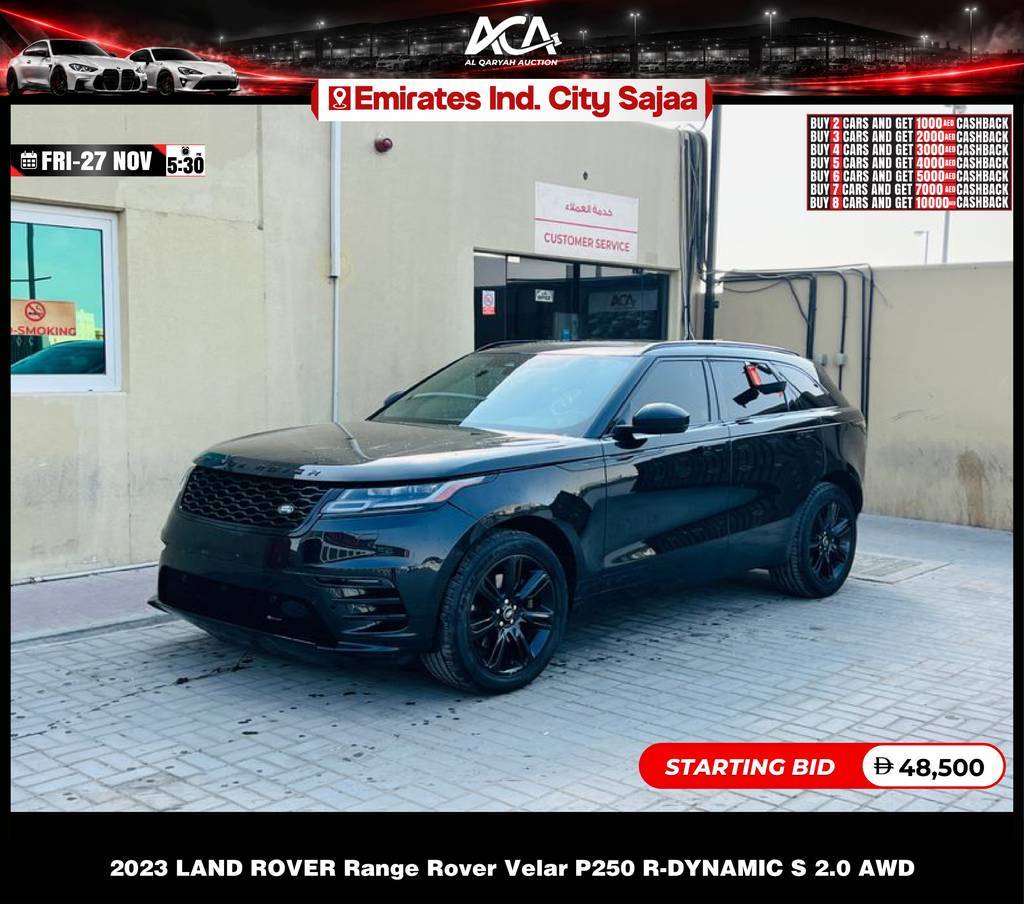 ACA
AL QARYAH AUCTION
Emirates Ind. City Sajaa
FRI-27 NOV 5:30
BUY 2 CARS AND GET 1000 AED CASHBACK
BUY 3 CARS AND GET 2000 AED CASHBACK
BUY 4 CARS AND GET 3000 AED CASHBACK
BUY 5 CARS AND GET 4000 AED CASHBACK
BUY 6 CARS AND GET 5000 AED CASHBACK
BUY 7 CARS AND GET 7000 AED CASHBACK
BUY 8 CARS AND GET 10000 CASHBACK
خدمة العملاء
CUSTOMER SERVICE
ACA
-SMOKING
STARTING BID 48,500
2023 LAND ROVER Range Rover Velar P250 R-DYNAMIC S 2.0 AWD